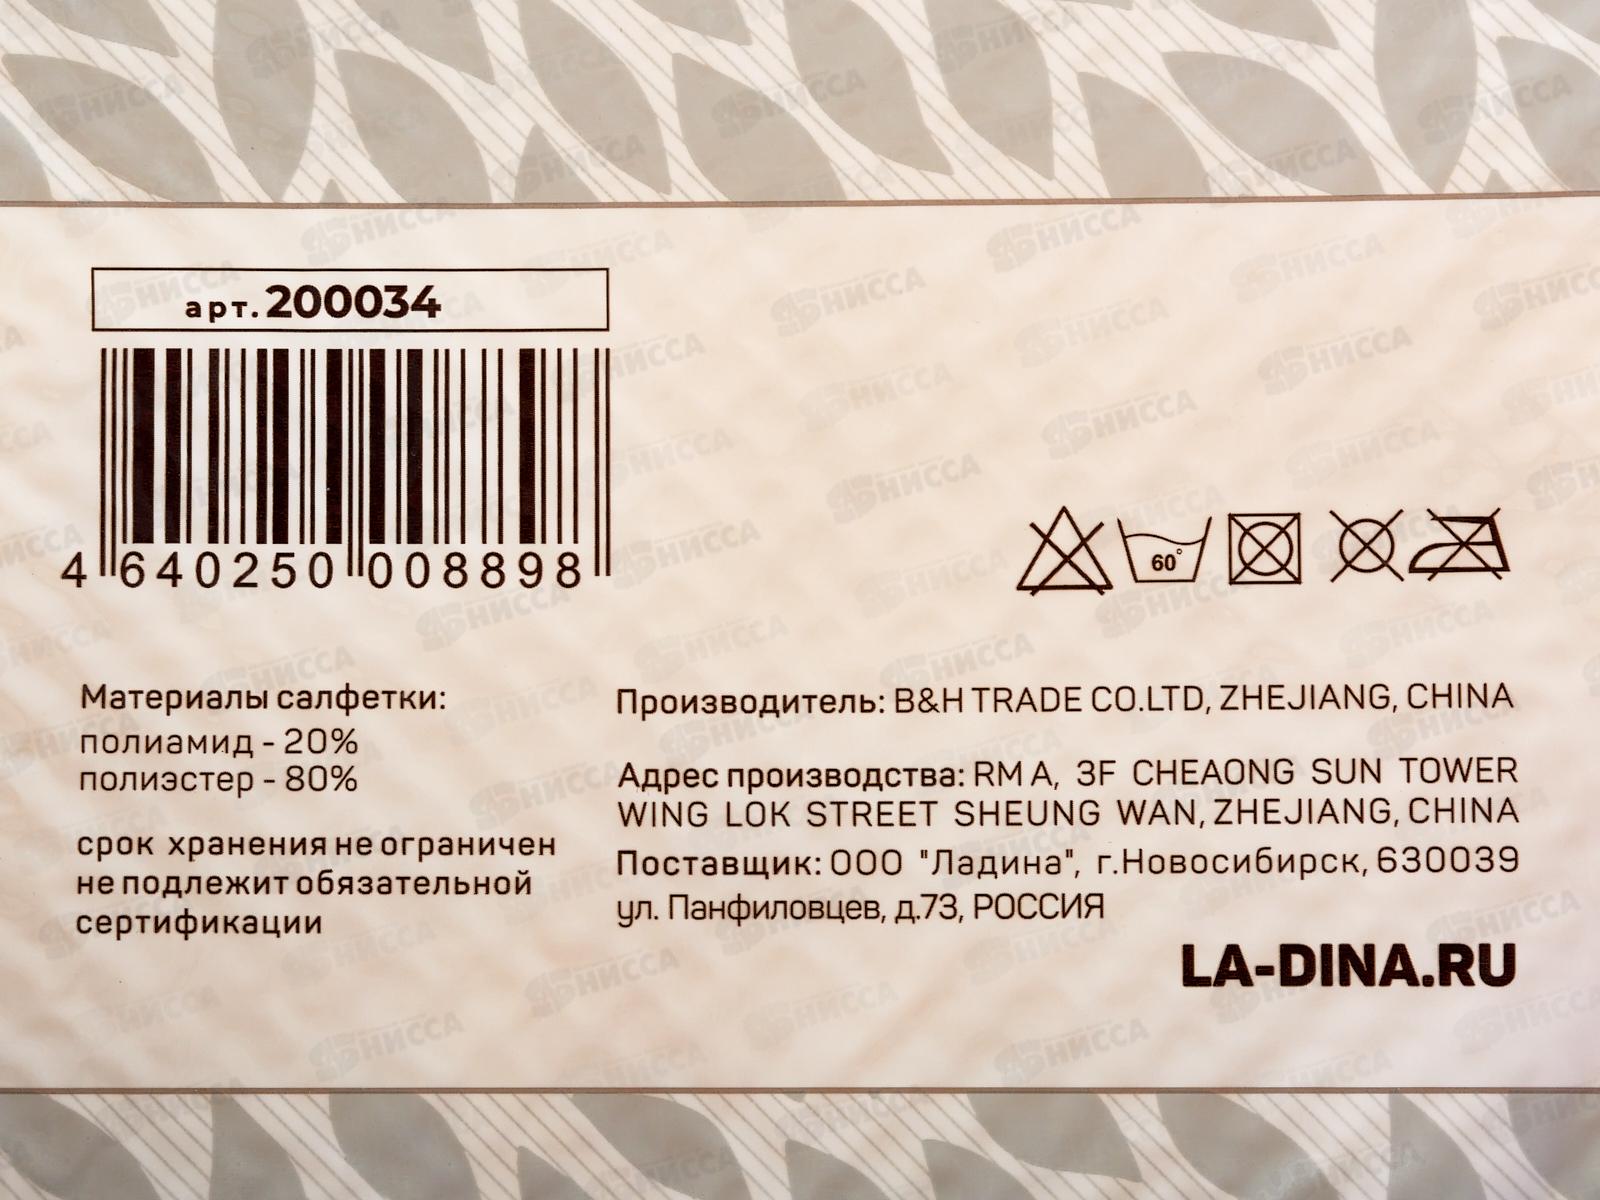 арт.200034
4 640250 008898
60°
Материалы салфетки:
полиамид - 20%
полиэстер - 80%
срок хранения не ограничен
не подлежит обязательной
сертификации
Производитель: B&H TRADE CO.LTD, ZHEJIANG, CHINA
Адрес производства: RM A, 3F CHEAONG SUN TOWER
WING LOK STREET SHEUNG WAN, ZHEJIANG, CHINA
Поставщик: ООО "Ладина", г.Новосибирск, 630039
ул. Панфиловцев, д.73, РОССИЯ
LA-DINA.RU